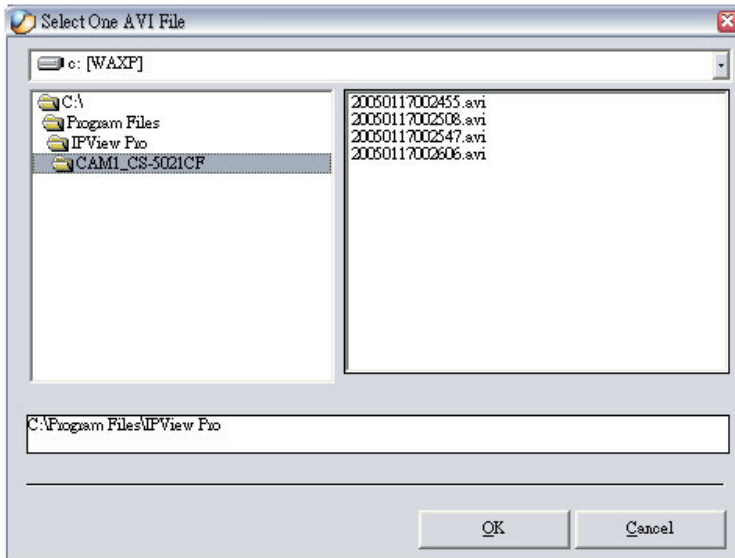 Select One AVI File
c: [WAXP]
C:\
Program Files
IPView Pro
CAM1_CS-5021CF
20050117002455.avi
20050117002508.avi
20050117002547.avi
20050117002606.avi
C:\Program Files\IPView Pro
OK
Cancel